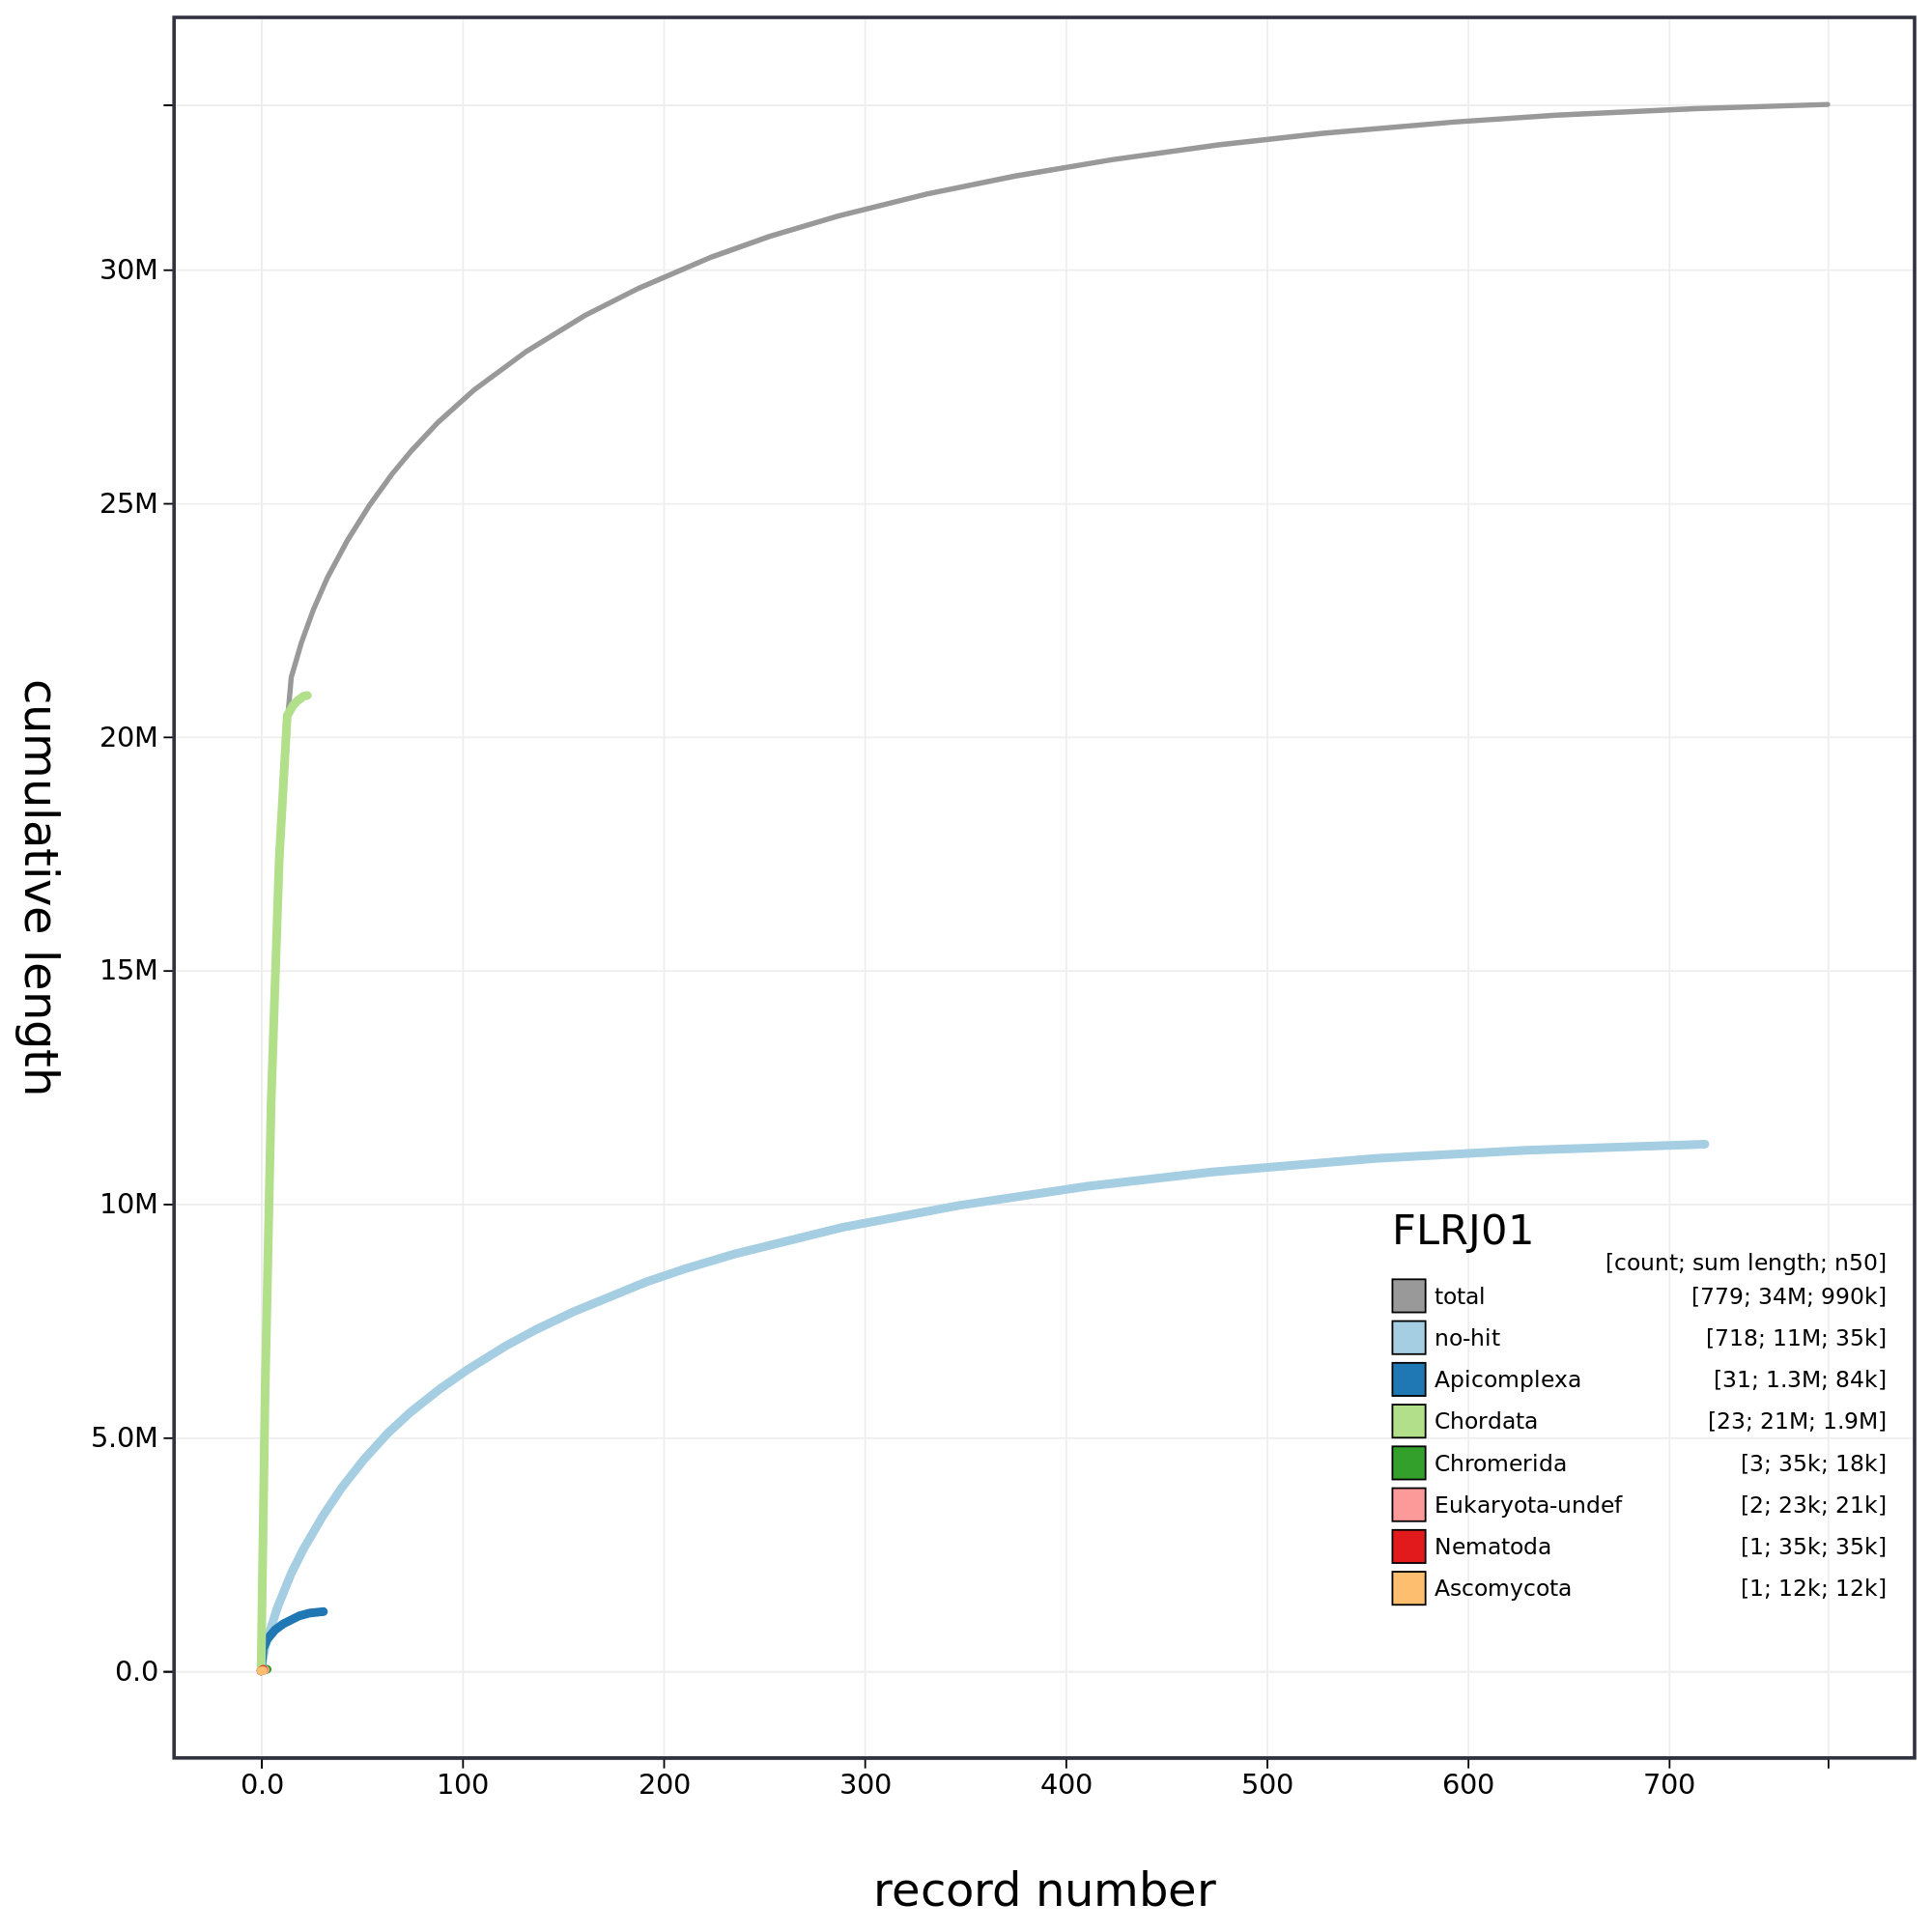 cumulative length
30M
25M
20M
15M
10M
5.0M
0.0
FLRJ01
[count; sum length; n50]
total [779; 34M; 990k]
no-hit [718; 11M; 35k]
Apicomplexa [31; 1.3M; 84k]
Chordata [23; 21M; 1.9M]
Chromerida [3; 35k; 18k]
Eukaryota-undef [2; 23k; 21k]
Nematoda [1; 35k; 35k]
Ascomycota [1; 12k; 12k]
0.0 100 200 300 400 500 600 700
record number